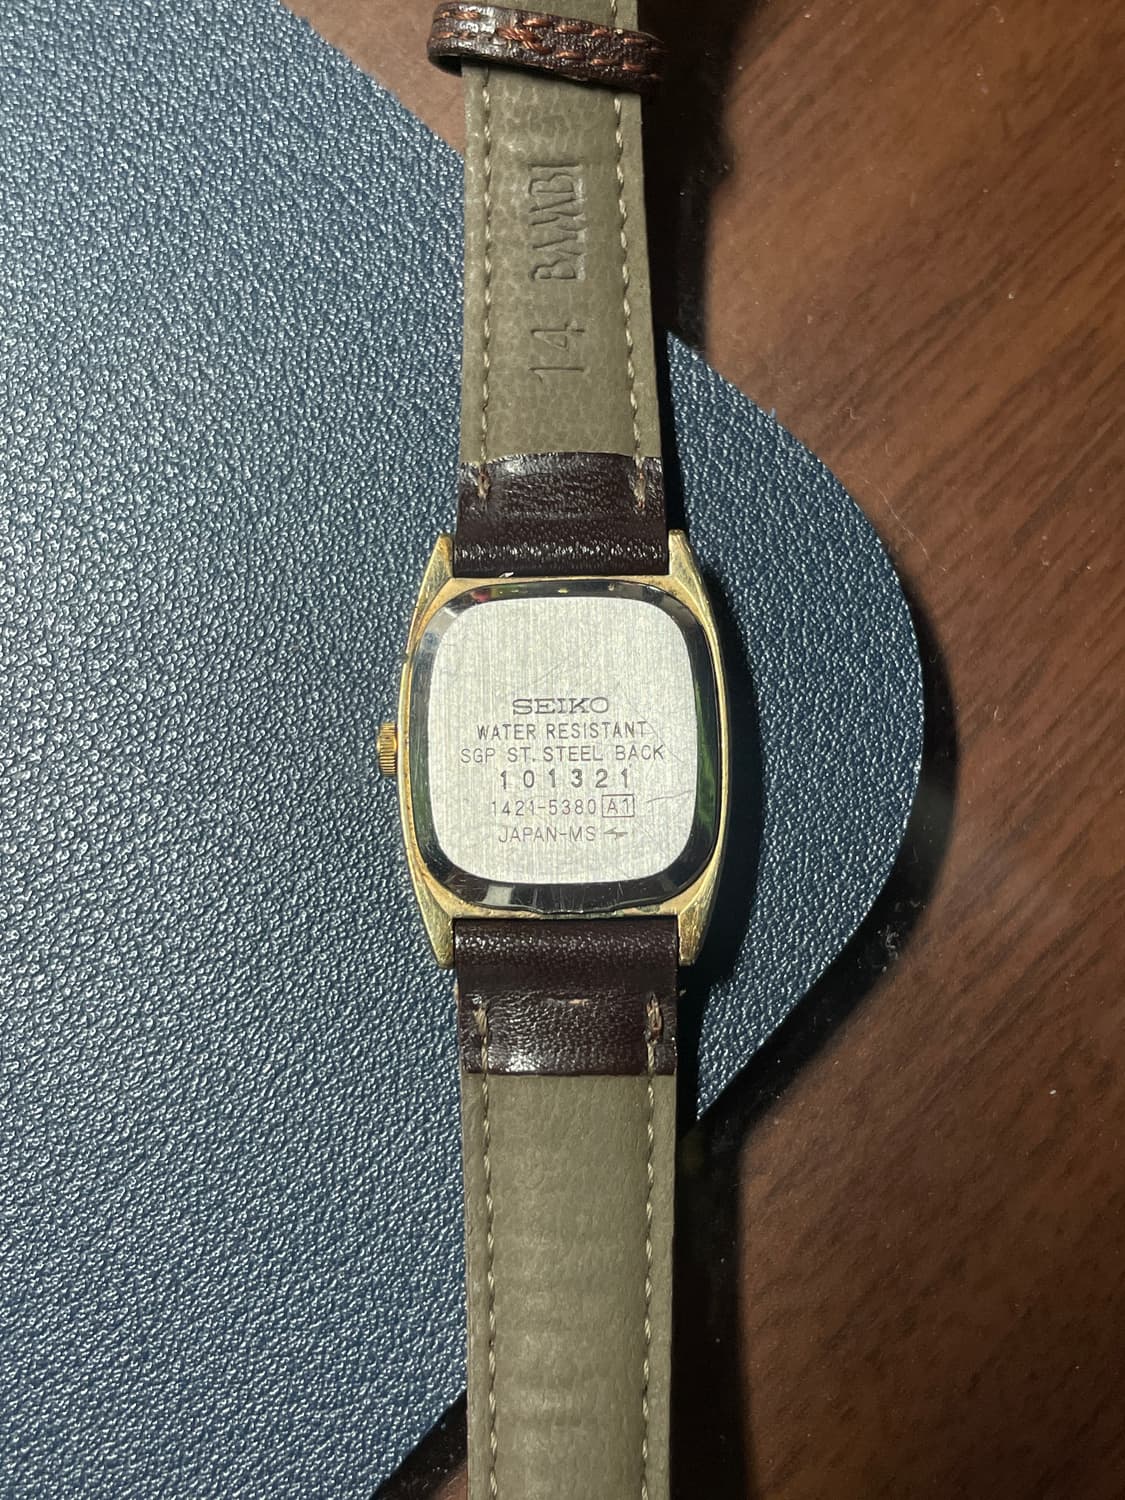 14 BAMBI
SEIKO
WATER RESISTANT
SGP ST. STEEL BACK
101321
1421-5380 A1
JAPAN-MS